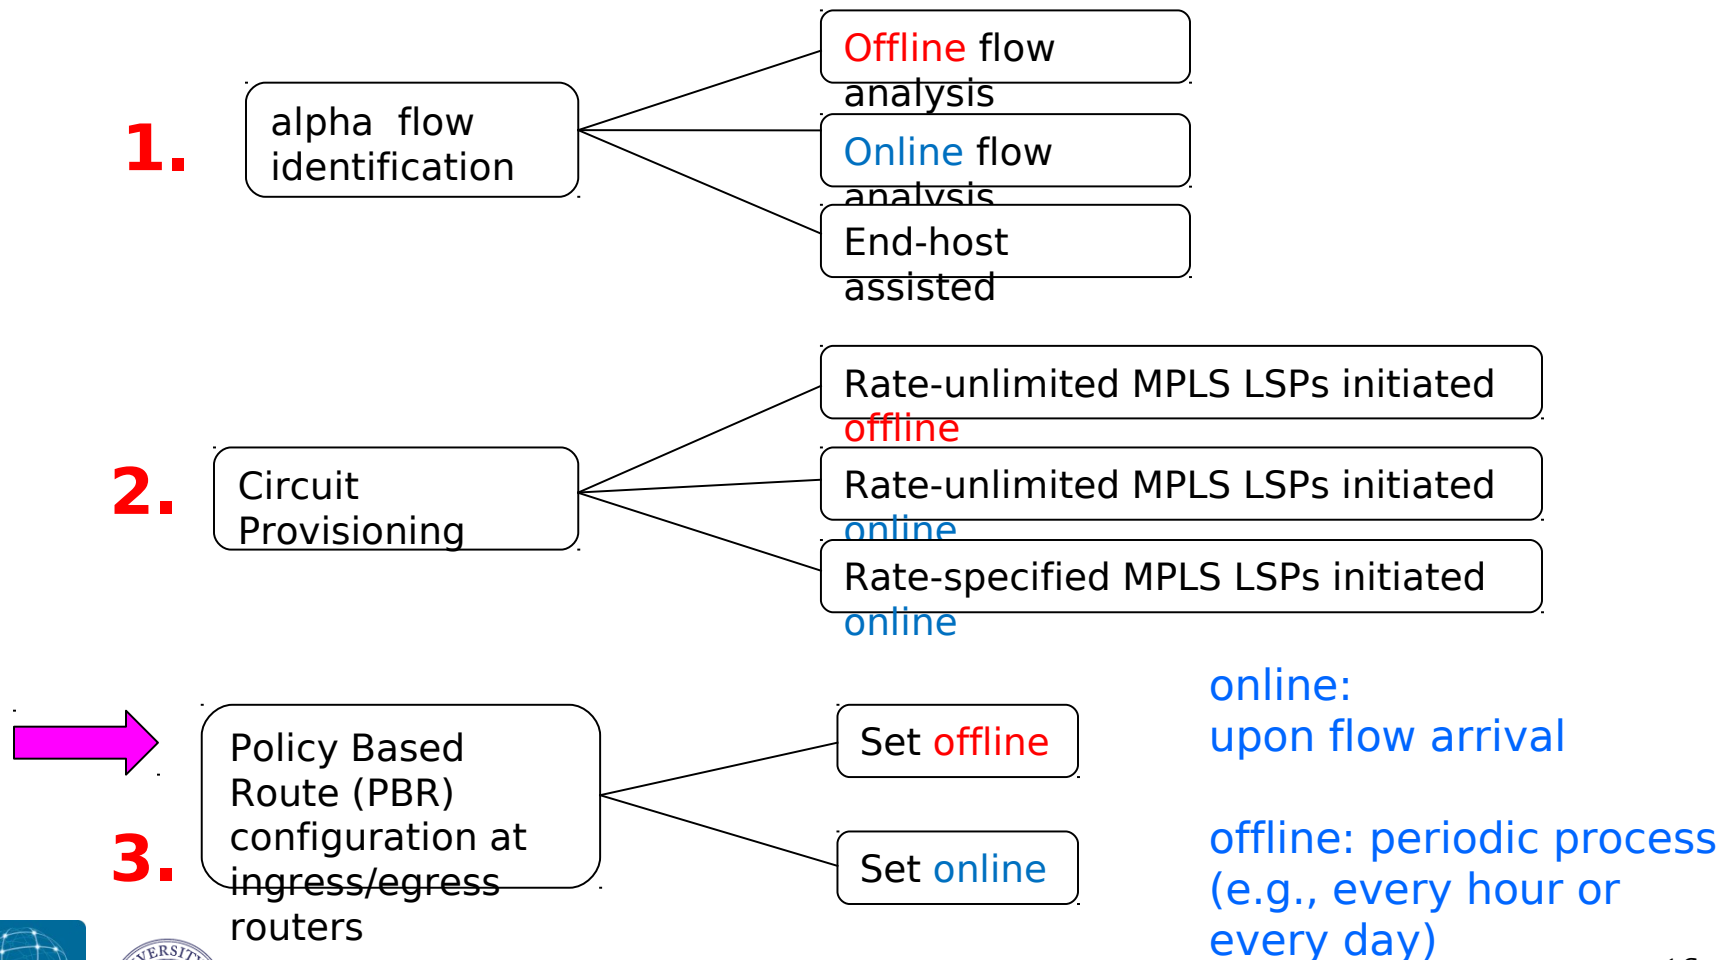 1.
alpha flow
identification
Offline flow
analysis
Online flow
analysis
End-host
assisted
2.
Circuit
Provisioning
Rate-unlimited MPLS LSPs initiated
offline
Rate-unlimited MPLS LSPs initiated
online
Rate-specified MPLS LSPs initiated
online
3.
Policy Based
Route (PBR)
configuration at
ingress/egress
routers
Set offline
Set online
online:
upon flow arrival
offline: periodic process
(e.g., every hour or
every day)